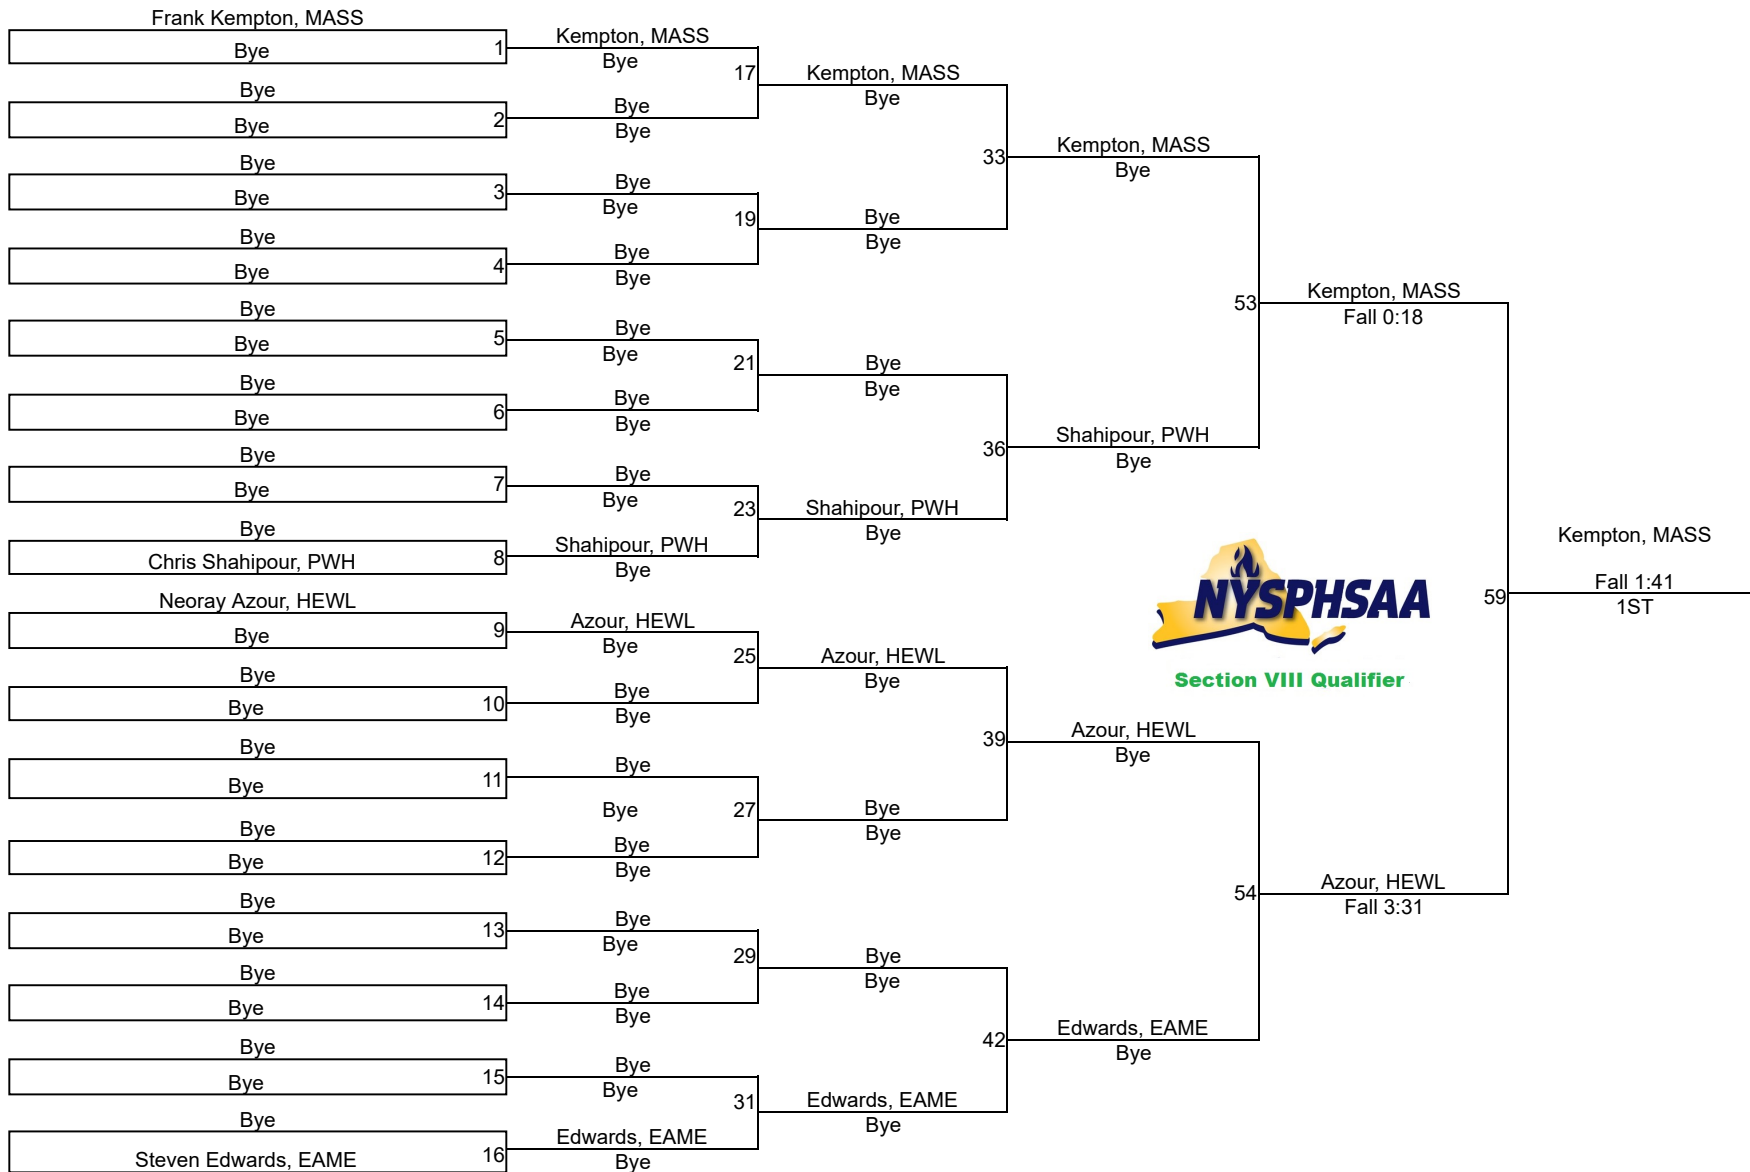 Frank Kempton, MASS
Bye 1
Bye
Bye 2
Bye
Bye 3
Bye
Bye 4
Bye
Bye 5
Bye
Bye 6
Bye
Bye 7
Bye
Chris Shahipour, PWH 8
Neoray Azour, HEWL
Bye 9
Bye
Bye 10
Bye
Bye 11
Bye
Bye 12
Bye
Bye 13
Bye
Bye 14
Bye
Bye 15
Bye
Steven Edwards, EAME 16
Kempton, MASS
Bye
17
Bye
Bye
Bye
Bye
19
Bye
Bye
Bye
Bye
21
Bye
Bye
Bye
Bye
23
Shahipour, PWH
Bye
Azour, HEWL
Bye
25
Bye
Bye
Bye
Bye
27
Bye
Bye
Bye
Bye
29
Bye
Bye
Bye
Bye
31
Edwards, EAME
Bye
Kempton, MASS
Bye
33
Bye
Bye
Bye
Bye
36
Shahipour, PWH
Bye
Azour, HEWL
Bye
39
Bye
Bye
Bye
Bye
42
Edwards, EAME
Bye
Kempton, MASS
Bye
53
Shahipour, PWH
Bye
NYSPHSAA
Section VIII Qualifier
Azour, HEWL
Bye
54
Edwards, EAME
Bye
Kempton, MASS
Fall 0:18
59
Azour, HEWL
Fall 3:31
Kempton, MASS
Fall 1:41
1ST